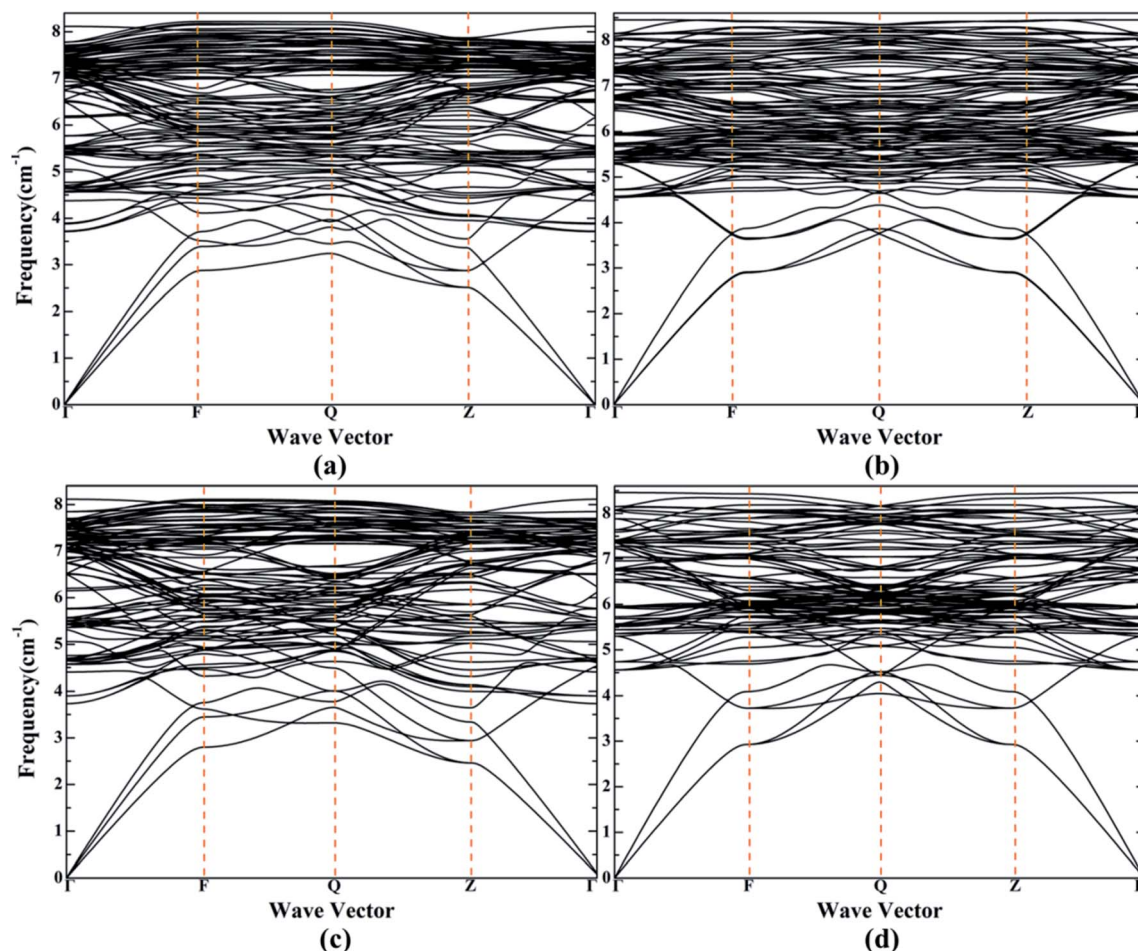 8
7
6
5
4
3
2
1
0
Frequency(cm-1)
Γ F Q Z Γ
Wave Vector
(a)
8
7
6
5
4
3
2
1
0
Γ F Q Z Γ
Wave Vector
(b)
8
7
6
5
4
3
2
1
0
Frequency(cm-1)
Γ F Q Z Γ
Wave Vector
(c)
8
7
6
5
4
3
2
1
0
Γ F Q Z Γ
Wave Vector
(d)